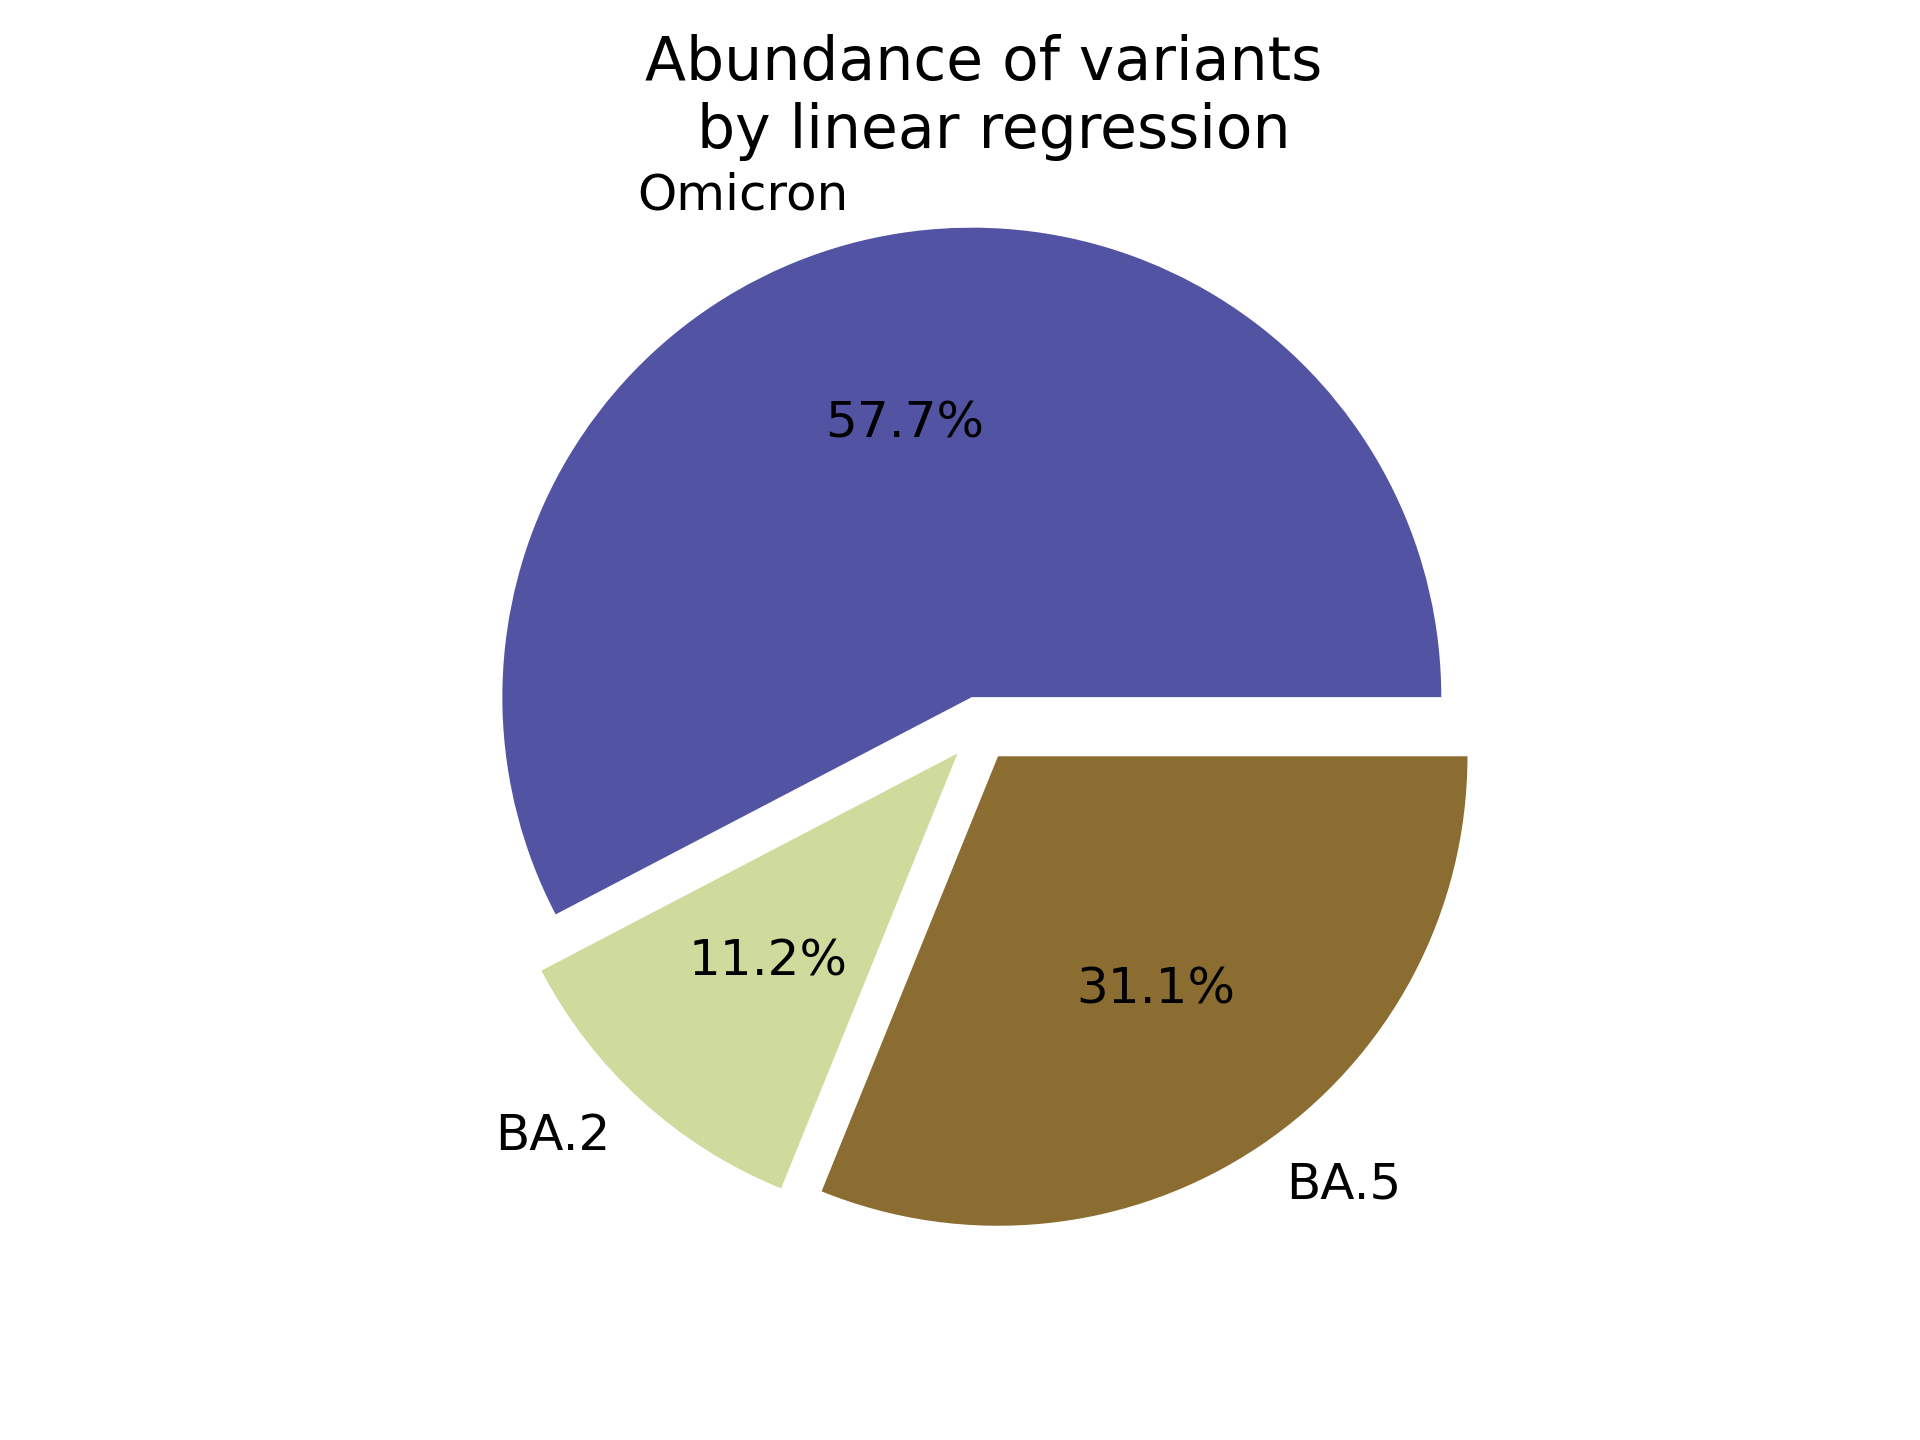 Abundance of variants
by linear regression
Omicron
57.7%
11.2%
31.1%
BA.2
BA.5